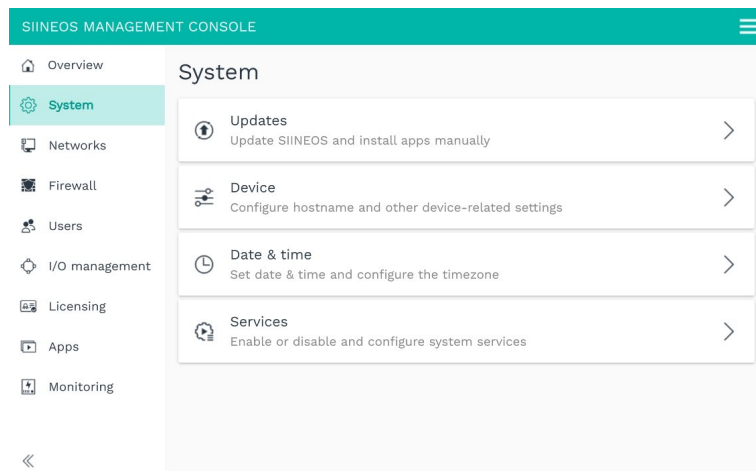 SIINEOS MANAGEMENT CONSOLE
Overview
System
Networks
Firewall
Users
I/O management
Licensing
Apps
Monitoring
System
Updates
Update SIINEOS and install apps manually
Device
Configure hostname and other device-related settings
Date & time
Set date & time and configure the timezone
Services
Enable or disable and configure system services